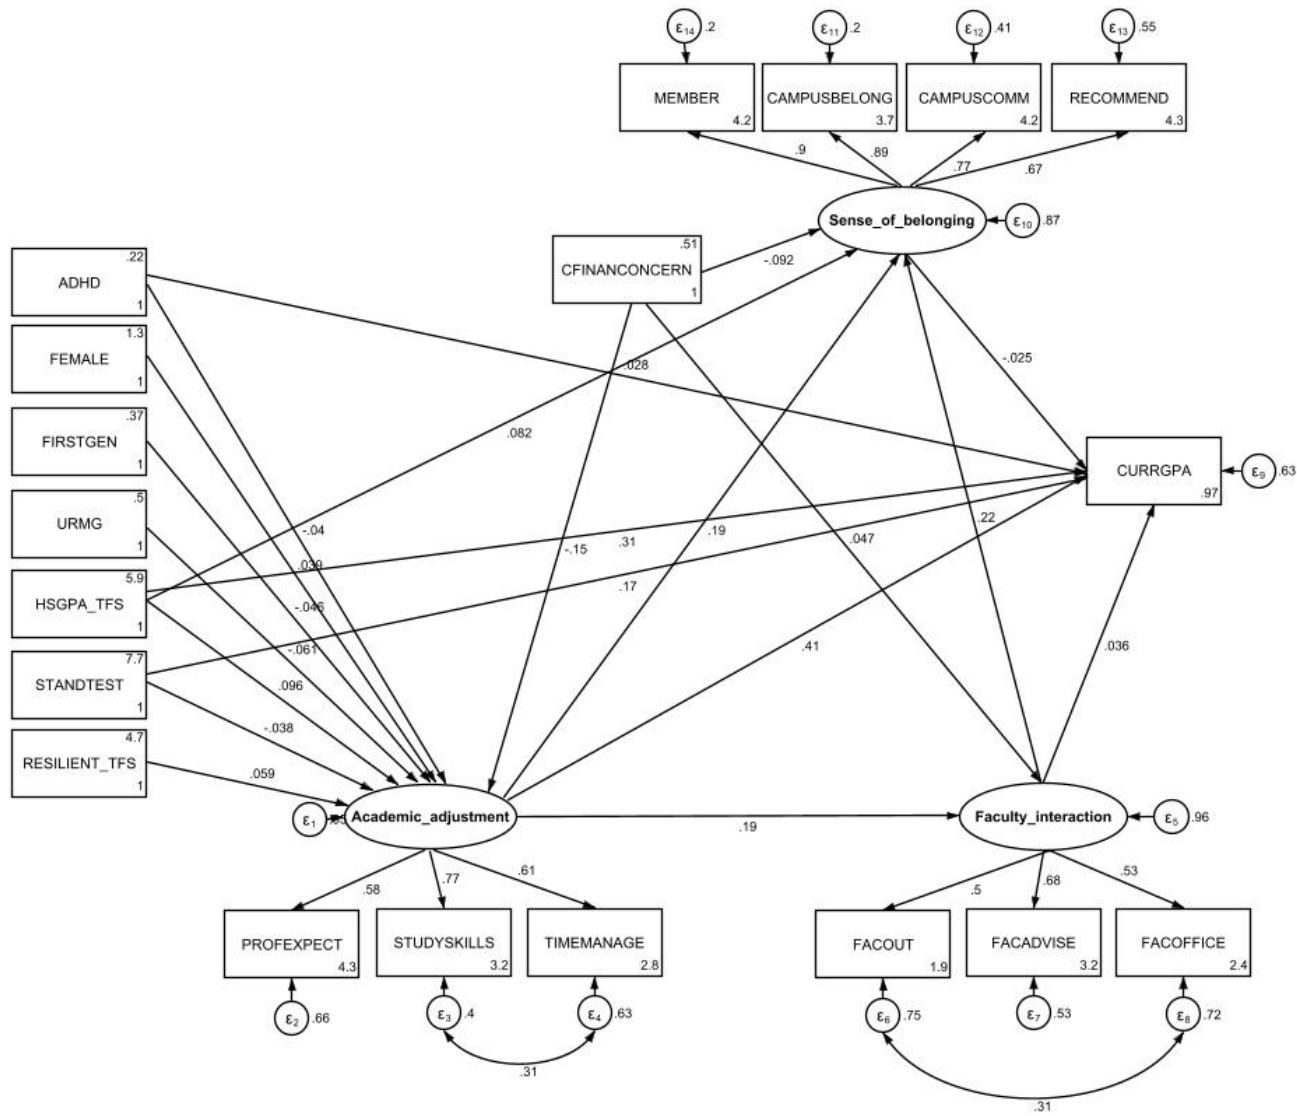 ε14 .2
ε11 .2
ε12 .41
ε13 .55
MEMBER 4.2
CAMPUSBELONG 3.7
CAMPUSCOMM 4.2
RECOMMEND 4.3
.9
.89
.77
.67
Sense_of_belonging
ε10 .87
CFINANCONCERN .51 1
-.092
ADHD .22 1
FEMALE 1.3 1
FIRSTGEN .37 1
URMG .5 1
HSGPA_TFS 5.9 1
STANDTEST 7.7 1
RESILIENT_TFS 4.7 1
.028
-.025
.082
CURRGPA .97
ε9 .63
-.04
.039
-.046
-.061
.096
-.038
.059
-.15
.31
.19
.17
.047
.22
.41
.036
ε1
Academic_adjustment
.19
Faculty_interaction
ε5 .96
.58
.77
.61
.5
.68
.53
PROFEXPECT 4.3
STUDYSKILLS 3.2
TIMEMANAGE 2.8
FACOUT 1.9
FACADVISE 3.2
FACOFFICE 2.4
ε2 .66
ε3 .4
ε4 .63
ε6 .75
ε7 .53
ε8 .72
.31
.31